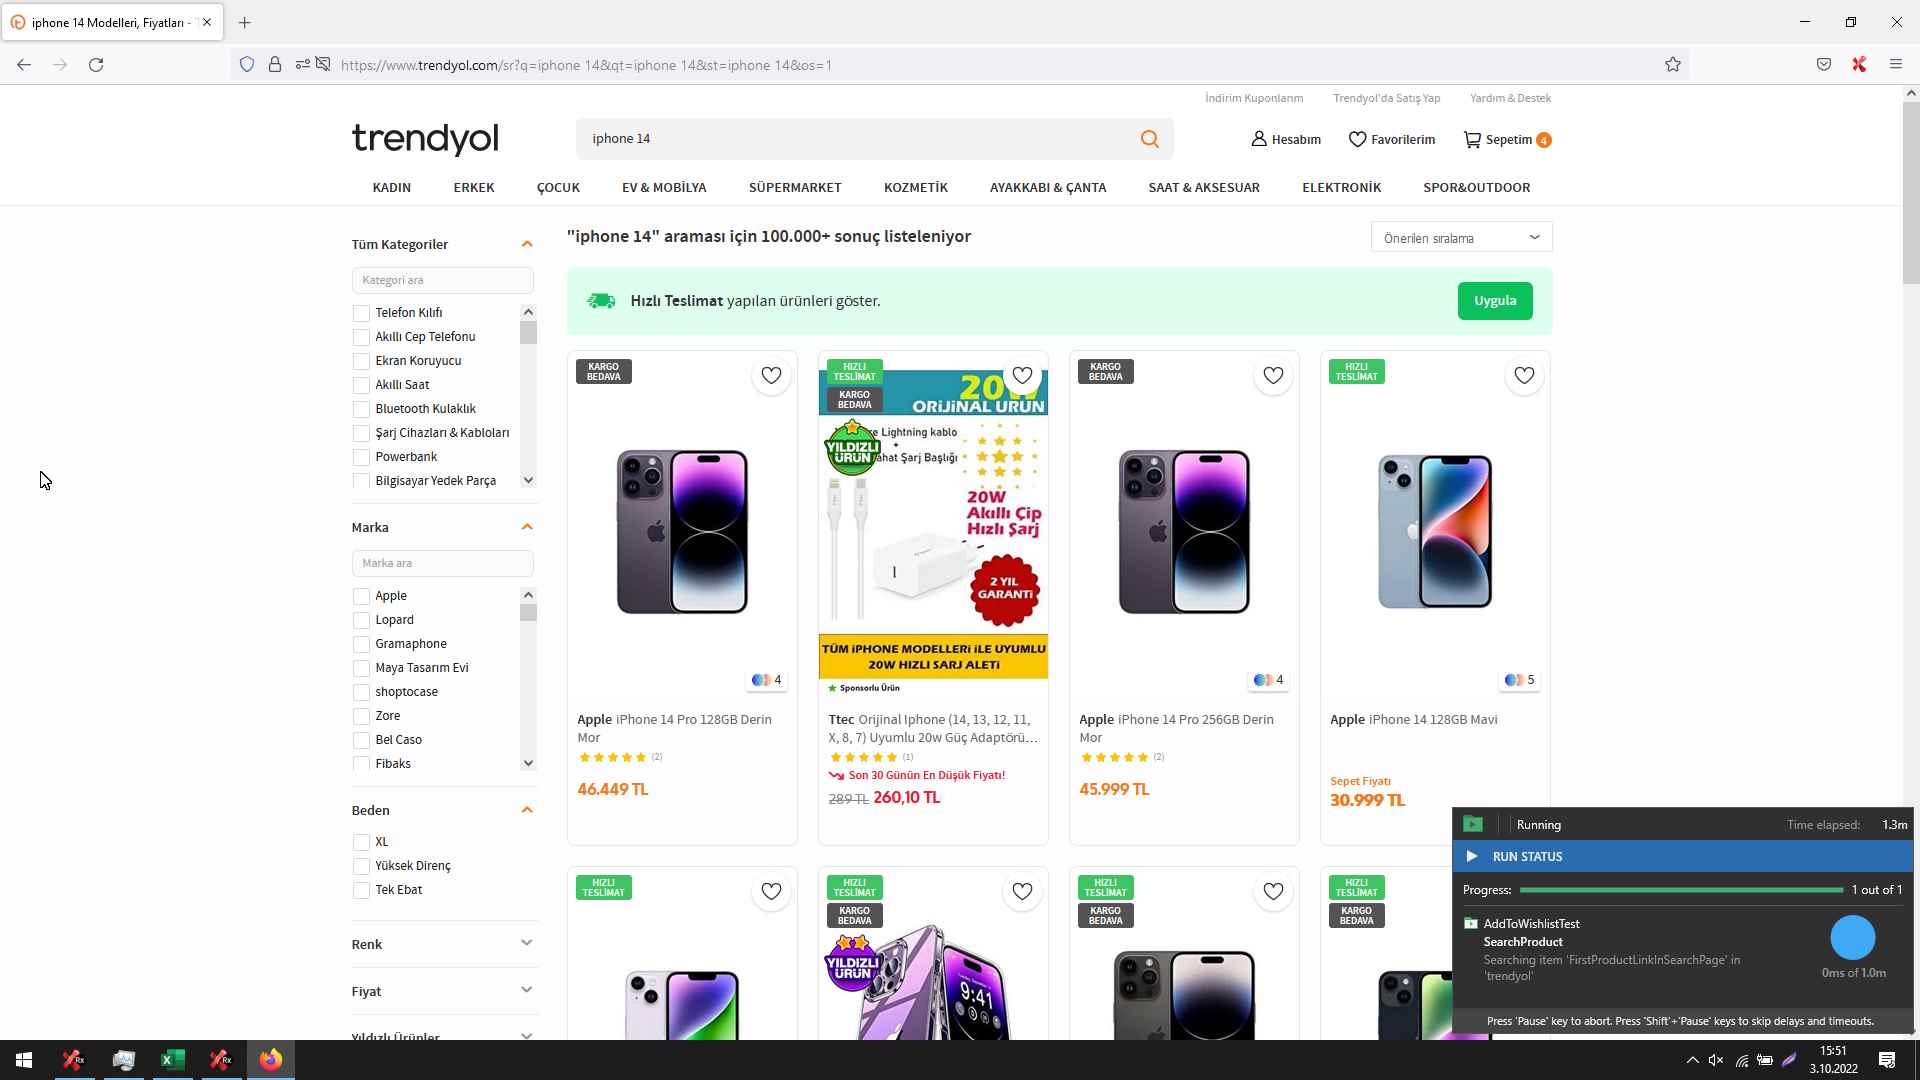 iphone 14 Modelleri, Fiyatları -
https://www.trendyol.com/sr?q=iphone 14&qt=iphone 14&st=iphone 14&os=1
İndirim Kuponlarım
Trendyol'da Satış Yap
Yardım & Destek
trendyol
iphone 14
Hesabım
Favorilerim
Sepetim 4
KADIN
ERKEK
ÇOCUK
EV & MOBİLYA
SÜPERMARKET
KOZMETİK
AYAKKABI & ÇANTA
SAAT & AKSESUAR
ELEKTRONİK
SPOR&OUTDOOR
Tüm Kategoriler
Kategori ara
Telefon Kılıfı
Akıllı Cep Telefonu
Ekran Koruyucu
Akıllı Saat
Bluetooth Kulaklık
Şarj Cihazları & Kabloları
Powerbank
Bilgisayar Yedek Parça
Marka
Marka ara
Apple
Lopard
Gramaphone
Maya Tasarım Evi
shoptocase
Zore
Bel Caso
Fibaks
Beden
XL
Yüksek Direnç
Tek Ebat
Renk
Fiyat
Yıldızlı Ürünler
"iphone 14" araması için 100.000+ sonuç listeleniyor
Önerilen sıralama
Hızlı Teslimat yapılan ürünleri göster.
Uygula
KARGO
BEDAVA
4
Apple iPhone 14 Pro 128GB Derin
Mor
(2)
46.449 TL
HIZLI
TESLİMAT
KARGO
BEDAVA
20W
ORiJiNAL URUN
Lightning kablo
+
ahat Şarj Başlığı
YILDIZLI
ÜRÜN
20W
Akıllı Çip
Hızlı Şarj
2 YIL
GARANTi
TÜM iPHONE MODELLERi iLE UYUMLU
20W HIZLI SARJ ALETi
Sponsorlu Ürün
Ttec Orijinal Iphone (14, 13, 12, 11,
X, 8, 7) Uyumlu 20w Güç Adaptörü...
(1)
Son 30 Günün En Düşük Fiyatı!
289 TL 260,10 TL
KARGO
BEDAVA
4
Apple iPhone 14 Pro 256GB Derin
Mor
(2)
45.999 TL
HIZLI
TESLİMAT
5
Apple iPhone 14 128GB Mavi
Sepet Fiyatı
30.999 TL
HIZLI
TESLİMAT
HIZLI
TESLİMAT
KARGO
BEDAVA
YILDIZLI
ÜRÜN
9:41
HIZLI
TESLİMAT
KARGO
BEDAVA
HIZLI
TESLİMAT
KARGO
BEDAVA
Running
Time elapsed: 1.3m
RUN STATUS
Progress: 1 out of 1
AddToWishlistTest
SearchProduct
Searching item 'FirstProductLinkInSearchPage' in
'trendyol'
0ms of 1.0m
Press 'Pause' key to abort. Press 'Shift'+'Pause' keys to skip delays and timeouts.
15:51
3.10.2022